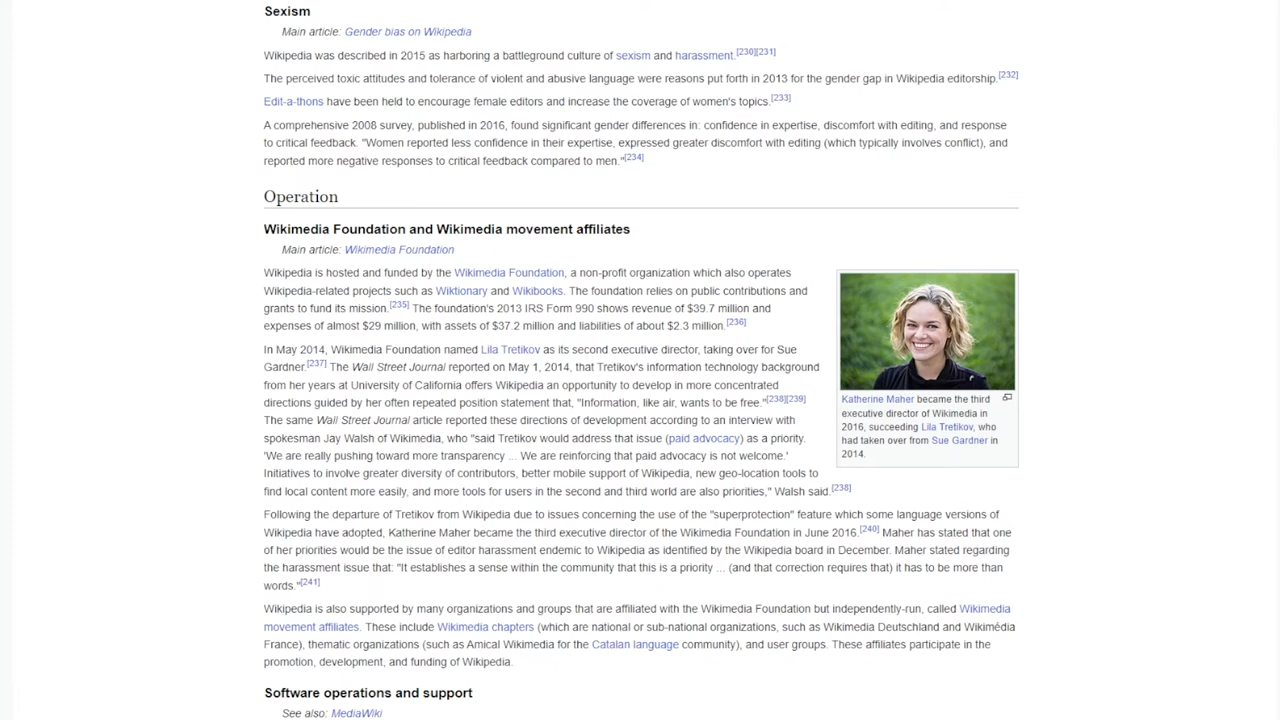 Sexism
Main article: Gender bias on Wikipedia
Wikipedia was described in 2015 as harboring a battleground culture of sexism and harassment.[230][231]
The perceived toxic attitudes and tolerance of violent and abusive language were reasons put forth in 2013 for the gender gap in Wikipedia editorship.[232]
Edit-a-thons have been held to encourage female editors and increase the coverage of women's topics.[233]
A comprehensive 2008 survey, published in 2016, found significant gender differences in: confidence in expertise, discomfort with editing, and response
to critical feedback. "Women reported less confidence in their expertise, expressed greater discomfort with editing (which typically involves conflict), and
reported more negative responses to critical feedback compared to men."[234]
Operation
Wikimedia Foundation and Wikimedia movement affiliates
Main article: Wikimedia Foundation
Wikipedia is hosted and funded by the Wikimedia Foundation, a non-profit organization which also operates
Wikipedia-related projects such as Wiktionary and Wikibooks. The foundation relies on public contributions and
grants to fund its mission.[235] The foundation's 2013 IRS Form 990 shows revenue of $39.7 million and
expenses of almost $29 million, with assets of $37.2 million and liabilities of about $2.3 million.[236]
In May 2014, Wikimedia Foundation named Lila Tretikov as its second executive director, taking over for Sue
Gardner.[237] The Wall Street Journal reported on May 1, 2014, that Tretikov's information technology background
from her years at University of California offers Wikipedia an opportunity to develop in more concentrated
directions guided by her often repeated position statement that, "Information, like air, wants to be free."[238][239]
The same Wall Street Journal article reported these directions of development according to an interview with
spokesman Jay Walsh of Wikimedia, who "said Tretikov would address that issue (paid advocacy) as a priority.
'We are really pushing toward more transparency ... We are reinforcing that paid advocacy is not welcome.'
Initiatives to involve greater diversity of contributors, better mobile support of Wikipedia, new geo-location tools to
find local content more easily, and more tools for users in the second and third world are also priorities," Walsh said.[238]
Katherine Maher became the third
executive director of Wikimedia in
2016, succeeding Lila Tretikov, who
had taken over from Sue Gardner in
2014.
Following the departure of Tretikov from Wikipedia due to issues concerning the use of the "superprotection" feature which some language versions of
Wikipedia have adopted, Katherine Maher became the third executive director of the Wikimedia Foundation in June 2016.[240] Maher has stated that one
of her priorities would be the issue of editor harassment endemic to Wikipedia as identified by the Wikipedia board in December. Maher stated regarding
the harassment issue that: "It establishes a sense within the community that this is a priority ... (and that correction requires that) it has to be more than
words."[241]
Wikipedia is also supported by many organizations and groups that are affiliated with the Wikimedia Foundation but independently-run, called Wikimedia
movement affiliates. These include Wikimedia chapters (which are national or sub-national organizations, such as Wikimedia Deutschland and Wikimédia
France), thematic organizations (such as Amical Wikimedia for the Catalan language community), and user groups. These affiliates participate in the
promotion, development, and funding of Wikipedia.
Software operations and support
See also: MediaWiki